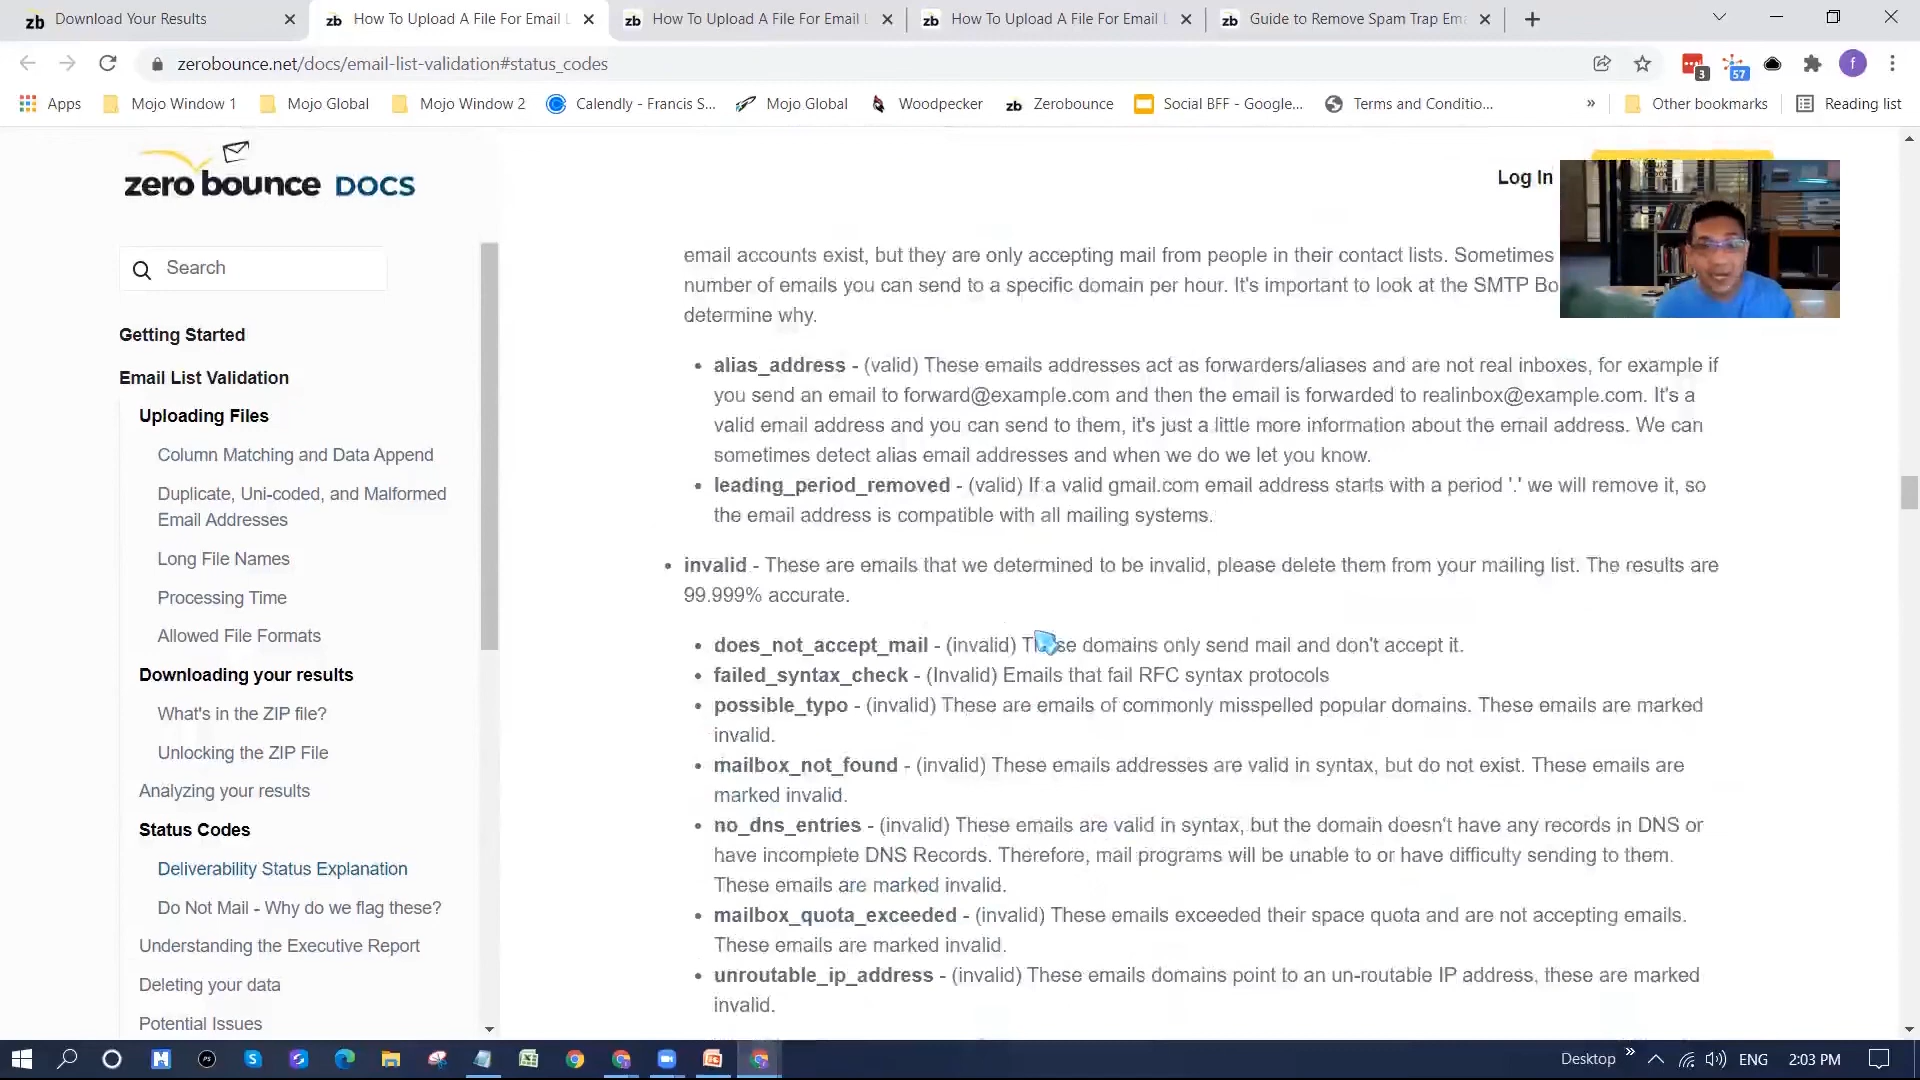 Download Your Results
How To Upload A File For Email L
How To Upload A File For Email L
How To Upload A File For Email L
Guide to Remove Spam Trap Ema
zerobounce.net/docs/email-list-validation#status_codes
3
57
f
Apps
Mojo Window 1
Mojo Global
Mojo Window 2
Calendly - Francis S...
Mojo Global
Woodpecker
Zerobounce
Social BFF - Google...
Terms and Conditio...
»
Other bookmarks
Reading list
zero bounce DOCS
Log In
Search
Getting Started
Email List Validation
Uploading Files
Column Matching and Data Append
Duplicate, Uni-coded, and Malformed
Email Addresses
Long File Names
Processing Time
Allowed File Formats
Downloading your results
What's in the ZIP file?
Unlocking the ZIP File
Analyzing your results
Status Codes
Deliverability Status Explanation
Do Not Mail - Why do we flag these?
Understanding the Executive Report
Deleting your data
Potential Issues
email accounts exist, but they are only accepting mail from people in their contact lists. Sometimes
number of emails you can send to a specific domain per hour. It's important to look at the SMTP Bo
determine why.
• alias_address - (valid) These emails addresses act as forwarders/aliases and are not real inboxes, for example if
you send an email to forward@example.com and then the email is forwarded to realinbox@example.com. It's a
valid email address and you can send to them, it's just a little more information about the email address. We can
sometimes detect alias email addresses and when we do we let you know.
• leading_period_removed - (valid) If a valid gmail.com email address starts with a period '.' we will remove it, so
the email address is compatible with all mailing systems.
• invalid - These are emails that we determined to be invalid, please delete them from your mailing list. The results are
99.999% accurate.
• does_not_accept_mail - (invalid) These domains only send mail and don't accept it.
• failed_syntax_check - (Invalid) Emails that fail RFC syntax protocols
• possible_typo - (invalid) These are emails of commonly misspelled popular domains. These emails are marked
invalid.
• mailbox_not_found - (invalid) These emails addresses are valid in syntax, but do not exist. These emails are
marked invalid.
• no_dns_entries - (invalid) These emails are valid in syntax, but the domain doesn't have any records in DNS or
have incomplete DNS Records. Therefore, mail programs will be unable to or have difficulty sending to them.
These emails are marked invalid.
• mailbox_quota_exceeded - (invalid) These emails exceeded their space quota and are not accepting emails.
These emails are marked invalid.
• unroutable_ip_address - (invalid) These emails domains point to an un-routable IP address, these are marked
invalid.
Desktop
»
ENG
2:03 PM